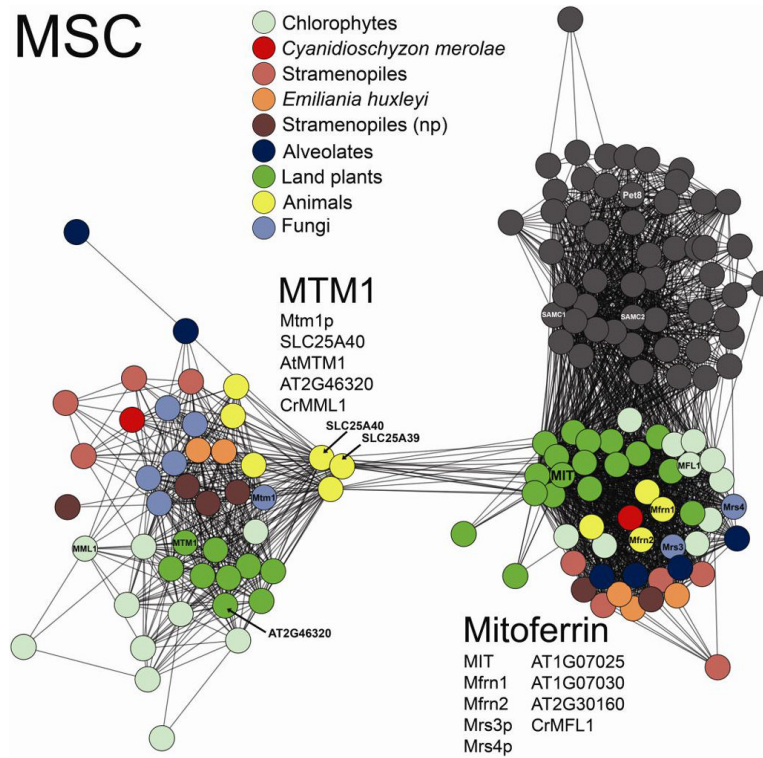 MSC
Chlorophytes
Cyanidioschyzon merolae
Stramenopiles
Emiliania huxleyi
Stramenopiles (np)
Alveolates
Land plants
Animals
Fungi
Pet8
SAMC1
SAMC2
MTM1
Mtm1p
SLC25A40
AtMTM1
AT2G46320
CrMML1
SLC25A40
SLC25A39
MIT
MFL1
Mtm1
Mfrn1
Mrs4
MML1
MTM1
Mfrn2
Mrs3
AT2G46320
Mitoferrin
MIT AT1G07025
Mfrn1 AT1G07030
Mfrn2 AT2G30160
Mrs3p CrMFL1
Mrs4p